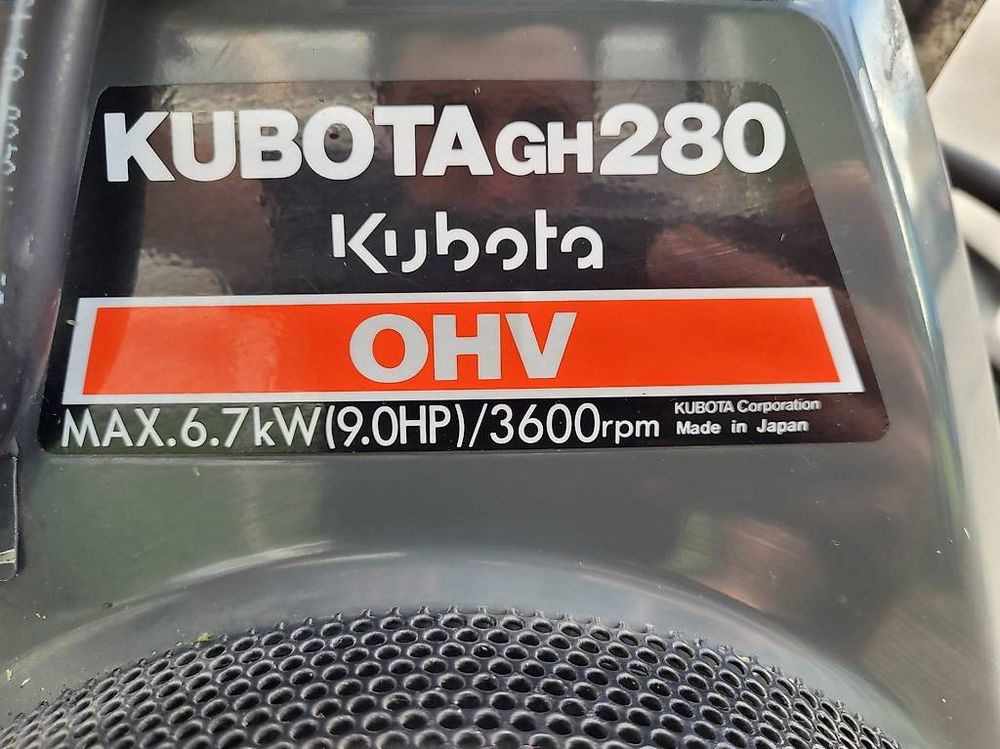 KUBOTA GH280
Kubota
OHV
MAX.6.7kW(9.0HP)/3600rpm
KUBOTA Corporation
Made in Japan